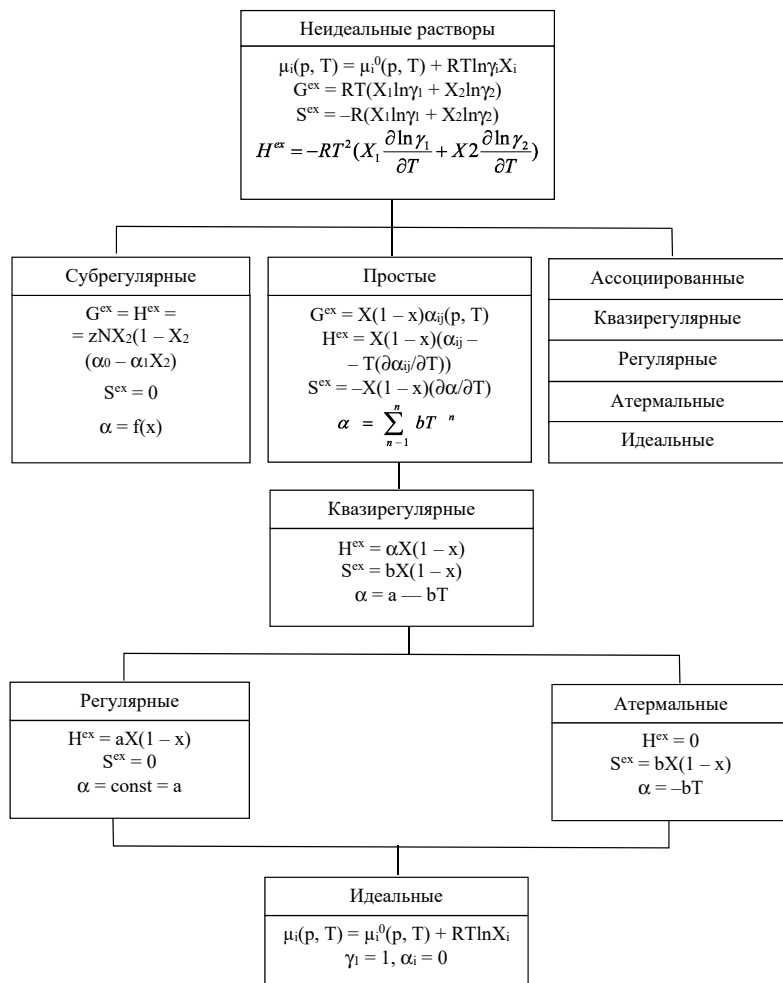 Неидеальные растворы
μᵢ(p, T) = μᵢ⁰(p, T) + RTlnγᵢXᵢ
Gᵉˣ = RT(X₁lnγ₁ + X₂lnγ₂)
Sᵉˣ = –R(X₁lnγ₁ + X₂lnγ₂)
Hᵉˣ = –RT²(X₁ ∂lnγ₁/∂T + X2 ∂lnγ₂/∂T)
Субрегулярные
Gᵉˣ = Hᵉˣ =
= zNX₂(1 – X₂
(α₀ – α₁X₂)
Sᵉˣ = 0
α = f(x)
Простые
Gᵉˣ = X(1 – x)αᵢⱼ(p, T)
Hᵉˣ = X(1 – x)(αᵢⱼ –
– T(∂αᵢⱼ/∂T))
Sᵉˣ = –X(1 – x)(∂α/∂T)
n
α = ∑ bT ⁿ
n–1
Ассоциированные
Квазирегулярные
Регулярные
Атермальные
Идеальные
Квазирегулярные
Hᵉˣ = αX(1 – x)
Sᵉˣ = bX(1 – x)
α = a — bT
Регулярные
Hᵉˣ = aX(1 – x)
Sᵉˣ = 0
α = const = a
Атермальные
Hᵉˣ = 0
Sᵉˣ = bX(1 – x)
α = –bT
Идеальные
μᵢ(p, T) = μᵢ⁰(p, T) + RTlnXᵢ
γ₁ = 1, αᵢ = 0